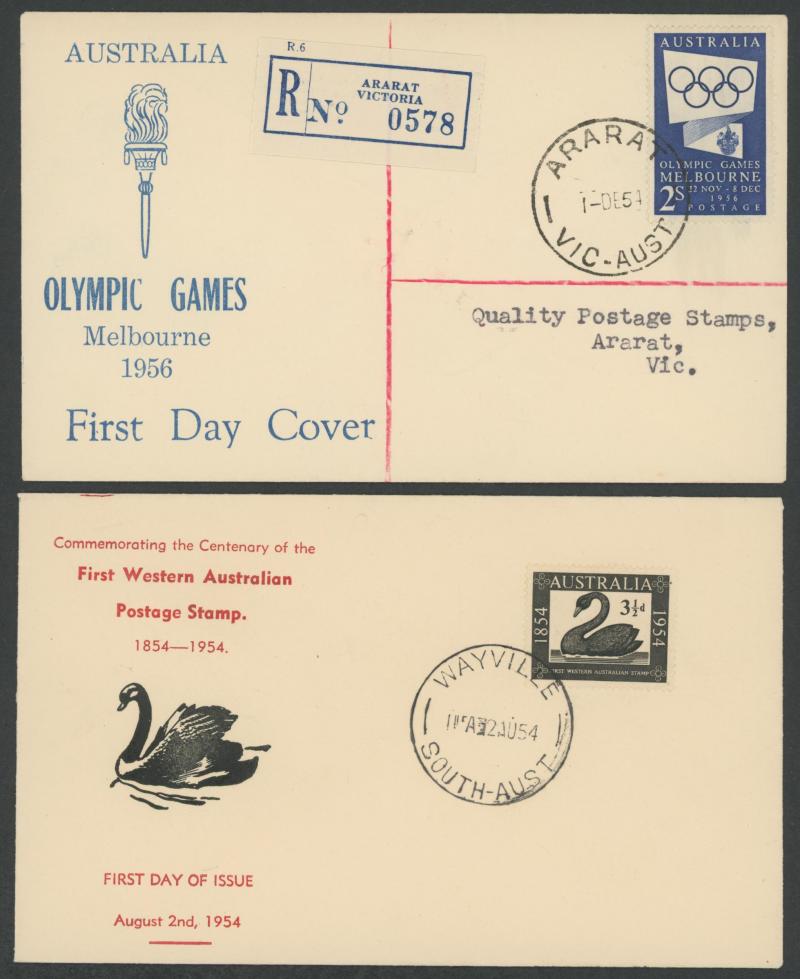 AUSTRALIA
OLYMPIC GAMES
Melbourne
1956
First Day Cover
R.6
R No. 0578
ARARAT
VICTORIA
AUSTRALIA
OLYMPIC GAMES
MELBOURNE
2S 22 NOV - 8 DEC
1956
POSTAGE
ARARAT
1-DE54
VIC-AUST
Quality Postage Stamps,
Ararat,
Vic.
Commemorating the Centenary of the
First Western Australian
Postage Stamp.
1854—1954.
FIRST DAY OF ISSUE
August 2nd, 1954
AUSTRALIA
1854
3½d
1954
FIRST WESTERN AUSTRALIAN STAMP
WAYVILLE
2AU54
SOUTH-AUST